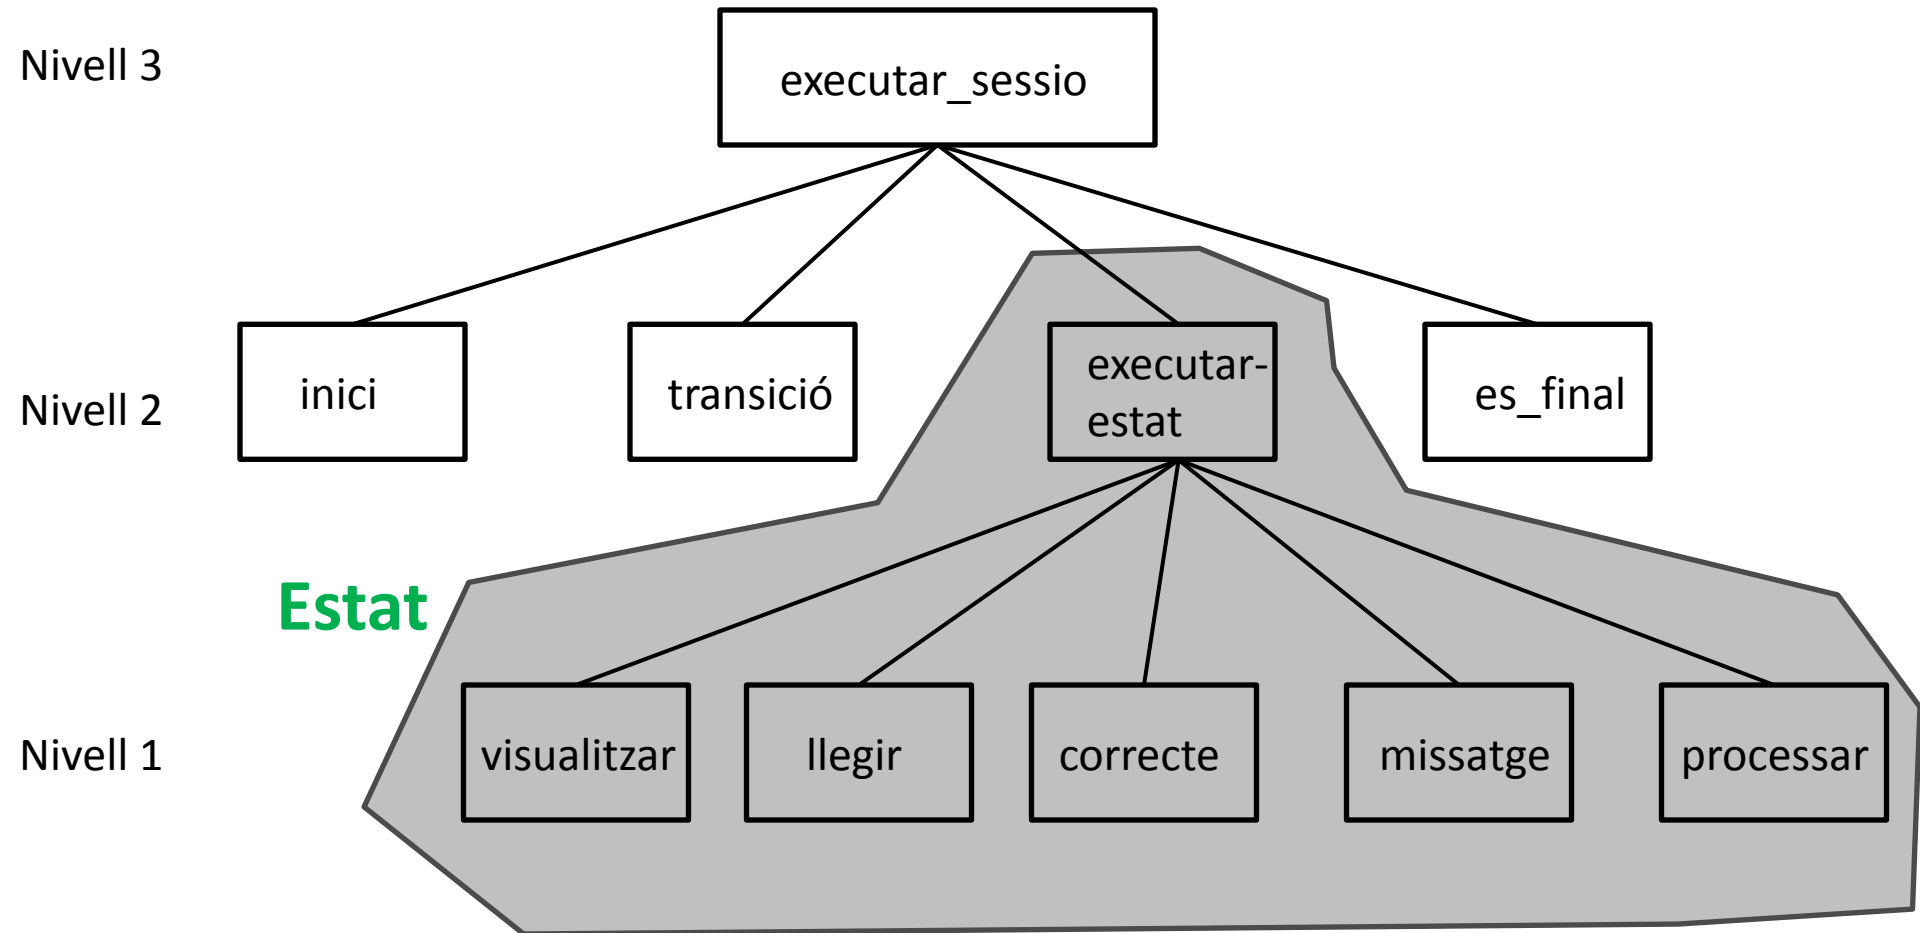 Nivell 3
executar_sessio
Nivell 2
inici
transició
executar-
estat
es_final
Estat
Nivell 1
visualitzar
llegir
correcte
missatge
processar